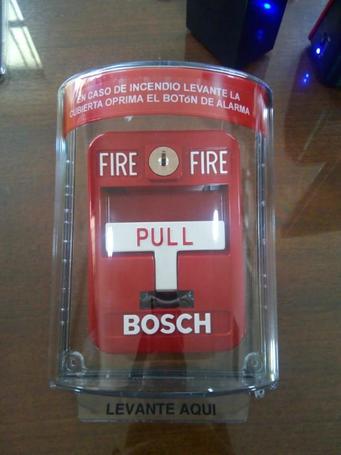 EN CASO DE INCENDIO LEVANTE LA
CUBIERTA OPRIMA EL BOTóN DE ALARMA
FIRE FIRE
PULL
BOSCH
LEVANTE AQUI